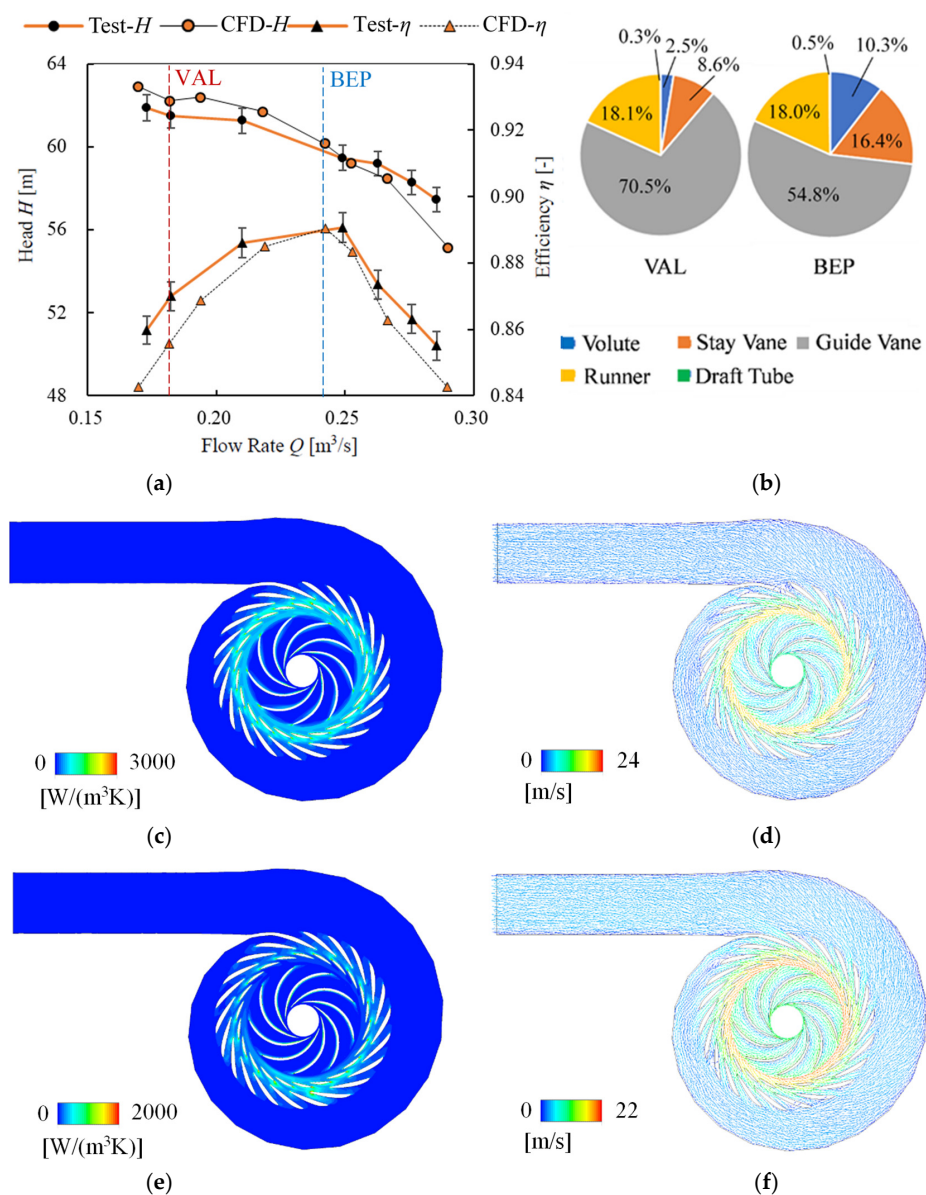 Test-H CFD-H Test-η CFD-η
VAL BEP
Head H [m]
64
60
56
52
48
0.94
0.92
0.90
0.88
0.86
0.84
Efficiency η [-]
0.15 0.20 0.25 0.30
Flow Rate Q [m³/s]
(a)
0.3% 2.5% 8.6%
18.1%
70.5%
VAL
0.5% 10.3%
18.0% 16.4%
54.8%
BEP
Volute Stay Vane Guide Vane
Runner Draft Tube
(b)
0 3000
[W/(m³K)]
(c)
0 24
[m/s]
(d)
0 2000
[W/(m³K)]
(e)
0 22
[m/s]
(f)